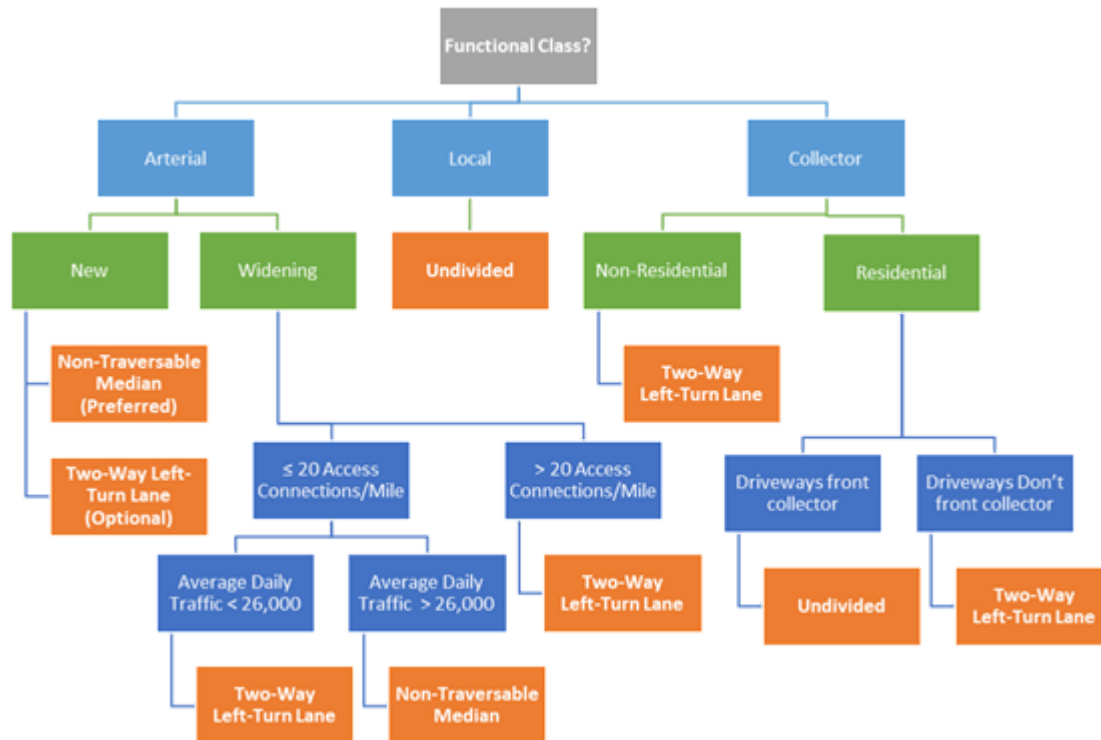 Functional Class?
Arterial
Local
Collector
New
Widening
Undivided
Non-Residential
Residential
Non-Traversable
Median
(Preferred)
Two-Way
Left-Turn Lane
Two-Way Left-
Turn Lane
(Optional)
≤ 20 Access
Connections/Mile
> 20 Access
Connections/Mile
Driveways front
collector
Driveways Don’t
front collector
Average Daily
Traffic < 26,000
Average Daily
Traffic > 26,000
Two-Way
Left-Turn Lane
Undivided
Two-Way
Left-Turn Lane
Two-Way
Left-Turn Lane
Non-Traversable
Median